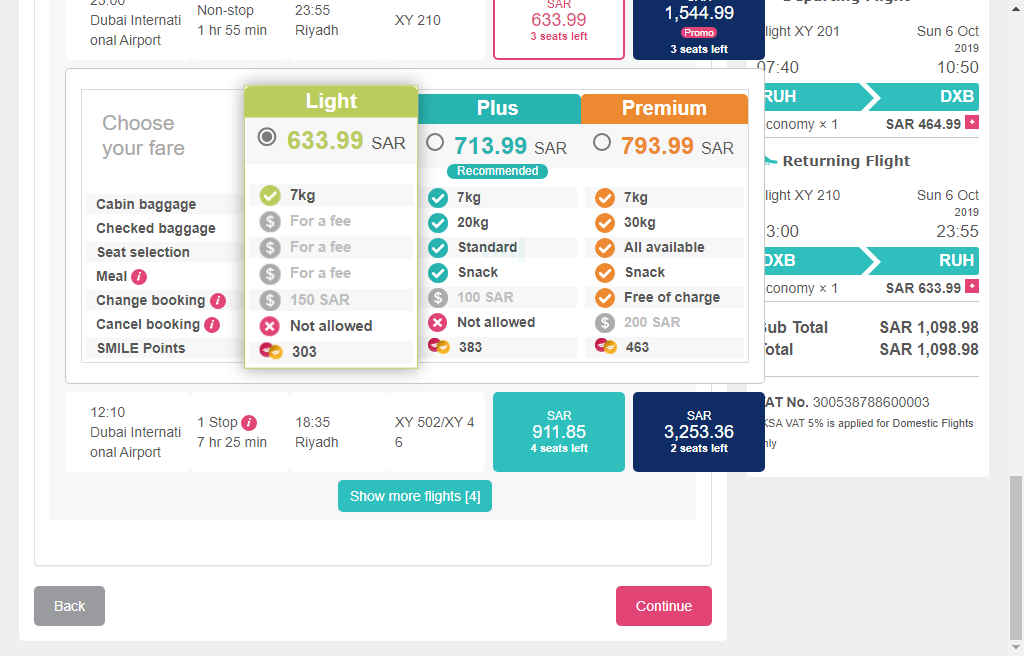 23:00
Dubai Internati
onal Airport
Non-stop
1 hr 55 min
23:55
Riyadh
XY 210
SAR
633.99
3 seats left
1,544.99
Promo
3 seats left
Choose
your fare
Cabin baggage
Checked baggage
Seat selection
Meal i
Change booking i
Cancel booking i
SMILE Points
Light
633.99 SAR
7kg
$ For a fee
$ For a fee
$ For a fee
$ 150 SAR
Not allowed
303
Plus
713.99 SAR
Recommended
7kg
20kg
Standard
Snack
$ 100 SAR
Not allowed
383
Premium
793.99 SAR
7kg
30kg
All available
Snack
Free of charge
$ 200 SAR
463
12:10
Dubai Internati
onal Airport
1 Stop i
7 hr 25 min
18:35
Riyadh
XY 502/XY 4
6
SAR
911.85
4 seats left
SAR
3,253.36
2 seats left
Show more flights [4]
Back
Continue
Departing Flight
light XY 201
Sun 6 Oct
2019
07:40
10:50
RUH
DXB
conomy × 1
SAR 464.99 +
Returning Flight
light XY 210
Sun 6 Oct
2019
3:00
23:55
DXB
RUH
conomy × 1
SAR 633.99 +
ub Total
SAR 1,098.98
otal
SAR 1,098.98
AT No. 300538788600003
KSA VAT 5% is applied for Domestic Flights
nly